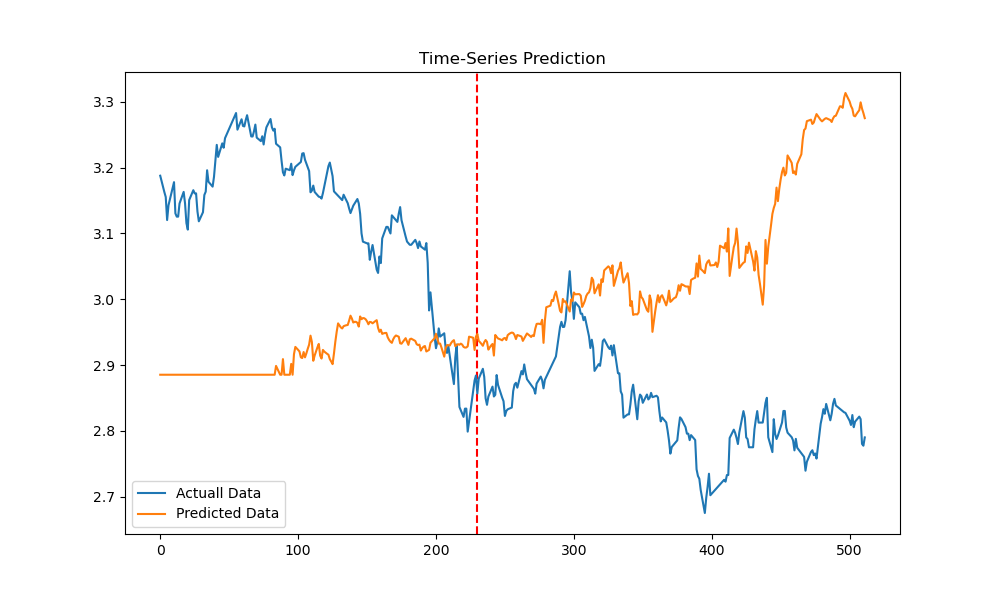 Time-Series Prediction
3.3
3.2
3.1
3.0
2.9
2.8
2.7
Actuall Data
Predicted Data
0 100 200 300 400 500